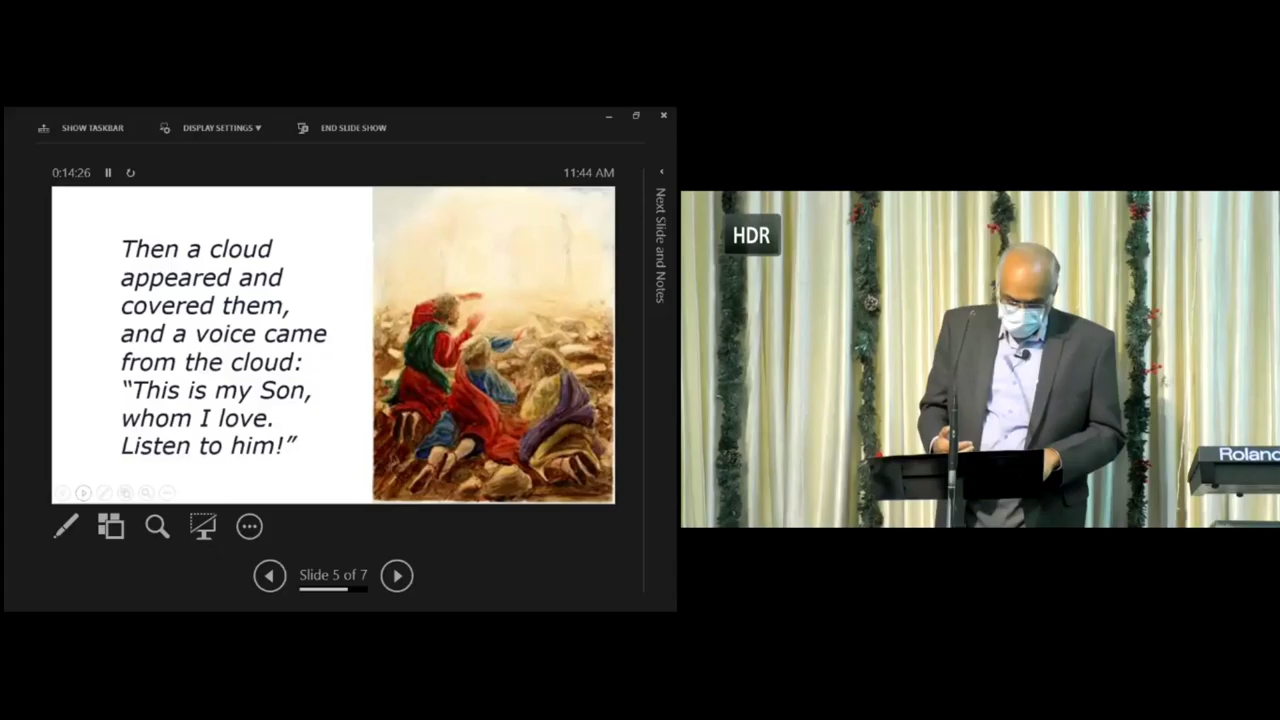 SHOW TASKBAR
DISPLAY SETTINGS ▼
END SLIDE SHOW
0:14:26
11:44 AM
Then a cloud
appeared and
covered them,
and a voice came
from the cloud:
“This is my Son,
whom I love.
Listen to him!”
Next Slide and Notes
Slide 5 of 7
HDR
Roland